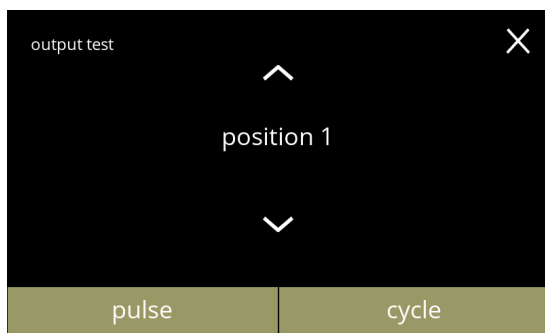 output test
position 1
pulse
cycle